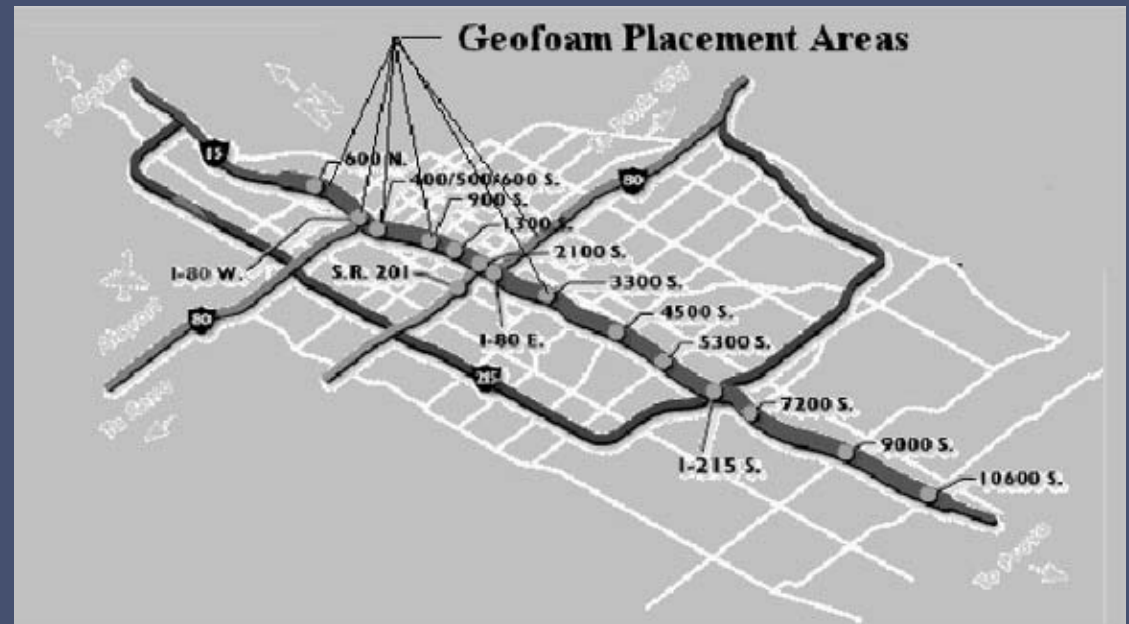 Geofoam Placement Areas
To Ogden
To Park City
15
600 N.
400/500/600 S.
80
900 S.
1300 S.
2100 S.
I-80 W.
S.R. 201
3300 S.
Airport
80
4500 S.
I-80 E.
5300 S.
215
7200 S.
9000 S.
I-215 S.
10600 S.
To Provo